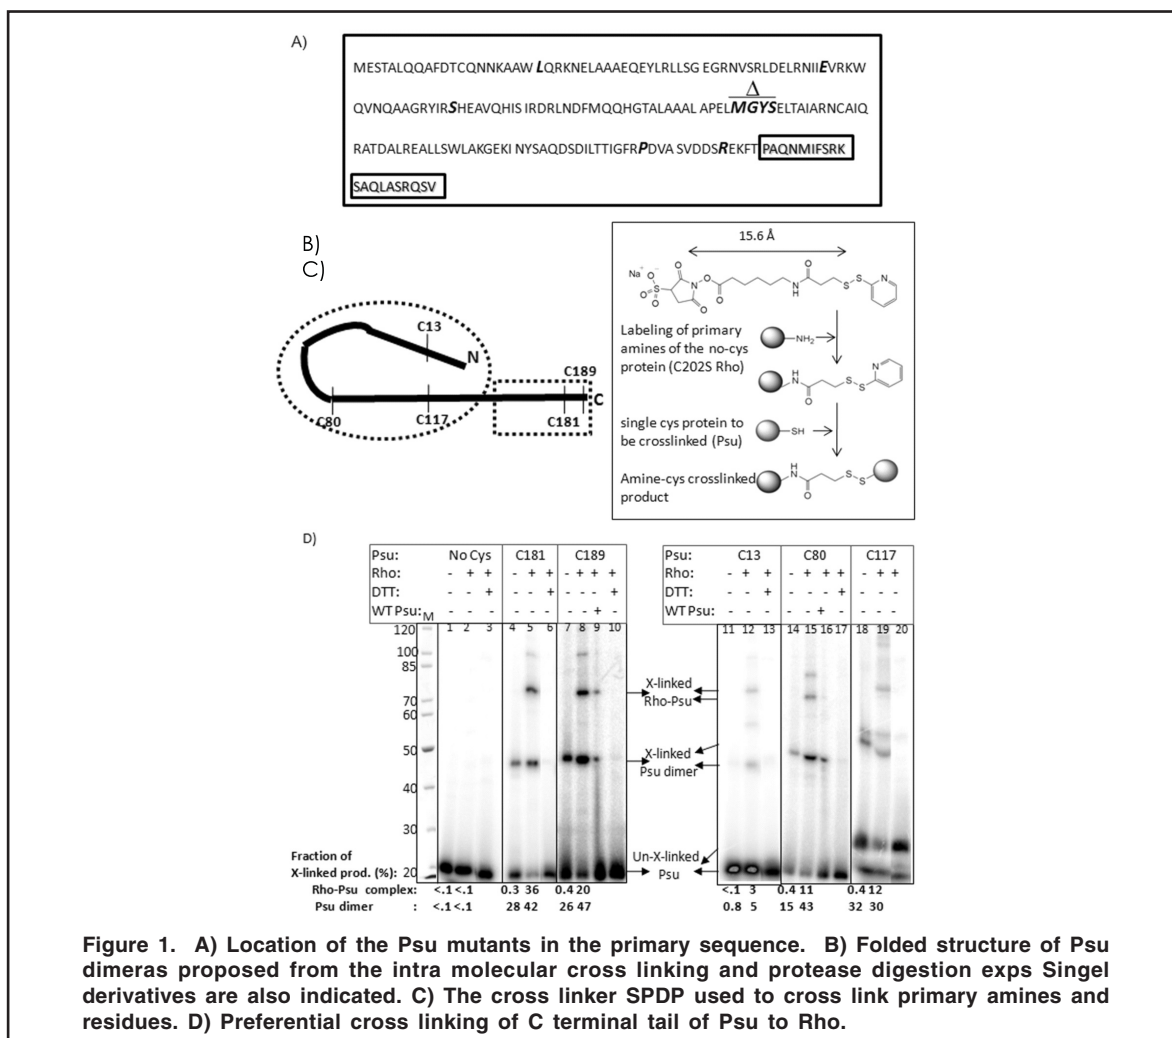 A)
MESTALQQAFDTCQNNKAAW LQRKNELAAAEQEYLRLLSG EGRNVSRLDELRNIIEVRKW
Δ
QVNQAAGRYIRSHEAVQHIS IRDRLNDFMQQHGTALAAAL APELMGYSELTAIARNCAIQ
RATDALREALLSWLAKGEKI NYSAQDSDILTTIGFRPDVA SVDDSREKFTPAQNMIFSRK
SAQLASRQSV
B)
C)
C13
N
C189
C
C80
C117
C181
15.6 Å
Na+
O-
O
S
O
O
O
N
O
O
O
N
H
O
S
S
N
Labeling of primary
amines of the no-cys
protein (C202S Rho)
NH2
H
N
O
S
S
N
single cys protein to
be crosslinked (Psu)
SH
Amine-cys crosslinked
product
H
N
O
S
S
D)
Psu: No Cys C181 C189
Rho: - + + - + + - + + +
DTT: - - + - - + - - - +
WT Psu: - - - - - - - - + -
M
1 2 3 4 5 6 7 8 9 10
120
100
85
70
60
50
40
30
20
Psu: C13 C80 C117
Rho: - + + - + + + - + +
DTT: - - + - - - + - - +
WT Psu: - - - - - + - - - -
11 12 13 14 15 16 17 18 19 20
X-linked
Rho-Psu
X-linked
Psu dimer
Un-X-linked
Psu
Fraction of
X-linked prod. (%):
Rho-Psu complex: <.1 <.1 0.3 36 0.4 20 <.1 3 0.4 11 0.4 12
Psu dimer : <.1 <.1 28 42 26 47 0.8 5 15 43 32 30
Figure 1. A) Location of the Psu mutants in the primary sequence. B) Folded structure of Psu
dimeras proposed from the intra molecular cross linking and protease digestion exps Singel
derivatives are also indicated. C) The cross linker SPDP used to cross link primary amines and
residues. D) Preferential cross linking of C terminal tail of Psu to Rho.